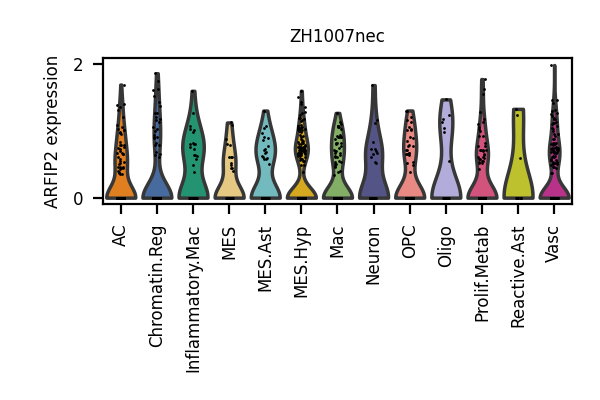 ZH1007nec
ARFIP2 expression
2
0
AC
Chromatin.Reg
Inflammatory.Mac
MES
MES.Ast
MES.Hyp
Mac
Neuron
OPC
Oligo
Prolif.Metab
Reactive.Ast
Vasc